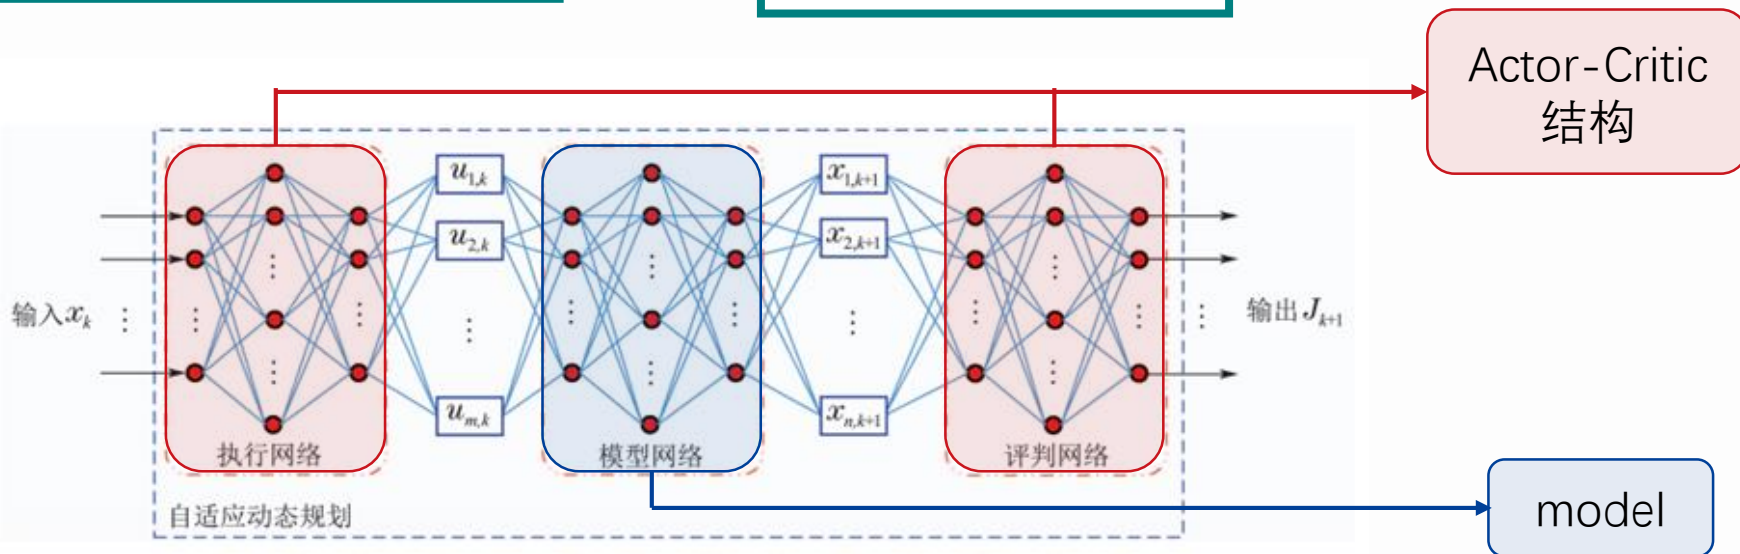 Actor-Critic
结构
u1,k
u2,k
⋮
um,k
x1,k+1
x2,k+1
⋮
xn,k+1
输入xk
⋮
输出Jk+1
执行网络
模型网络
评判网络
自适应动态规划
model